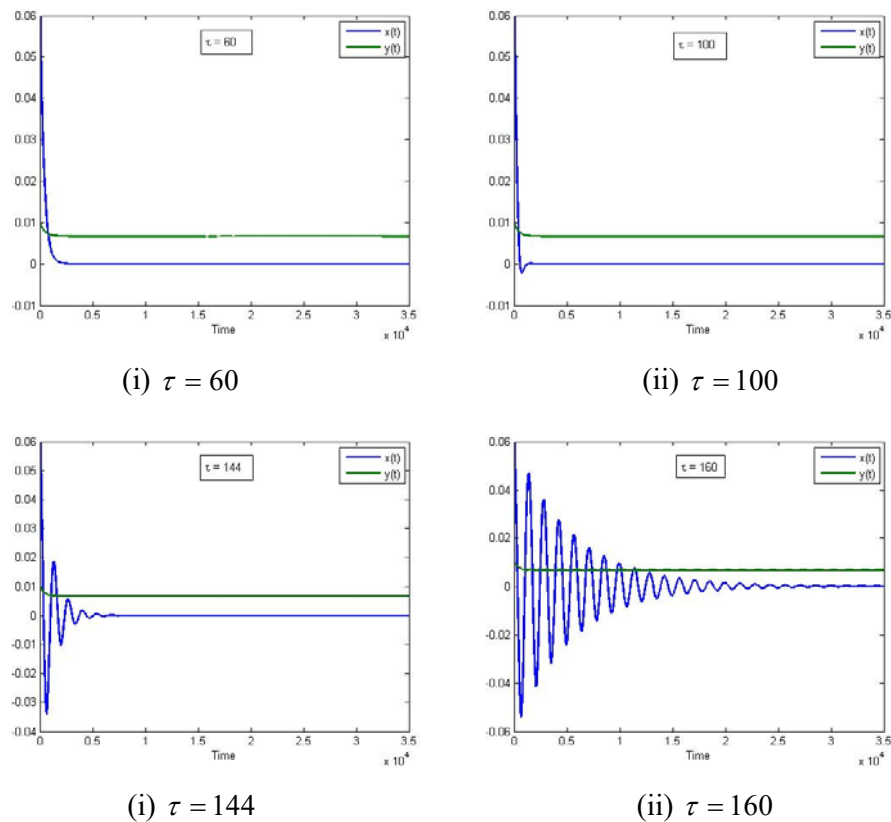 0.06
0.05
0.04
0.03
0.02
0.01
0
-0.01
τ = 60
x(t)
y(t)
0 0.5 1 1.5 2 2.5 3 3.5
Time
x 10⁴
(i) τ = 60
0.06
0.05
0.04
0.03
0.02
0.01
0
-0.01
τ = 100
x(t)
y(t)
0 0.5 1 1.5 2 2.5 3 3.5
Time
x 10⁴
(ii) τ = 100
0.06
0.05
0.04
0.03
0.02
0.01
0
-0.01
-0.02
-0.03
-0.04
τ = 144
x(t)
y(t)
0 0.5 1 1.5 2 2.5 3 3.5
Time
x 10⁴
(i) τ = 144
0.06
0.04
0.02
0
-0.02
-0.04
-0.06
τ = 160
x(t)
y(t)
0 0.5 1 1.5 2 2.5 3 3.5
Time
x 10⁴
(ii) τ = 160